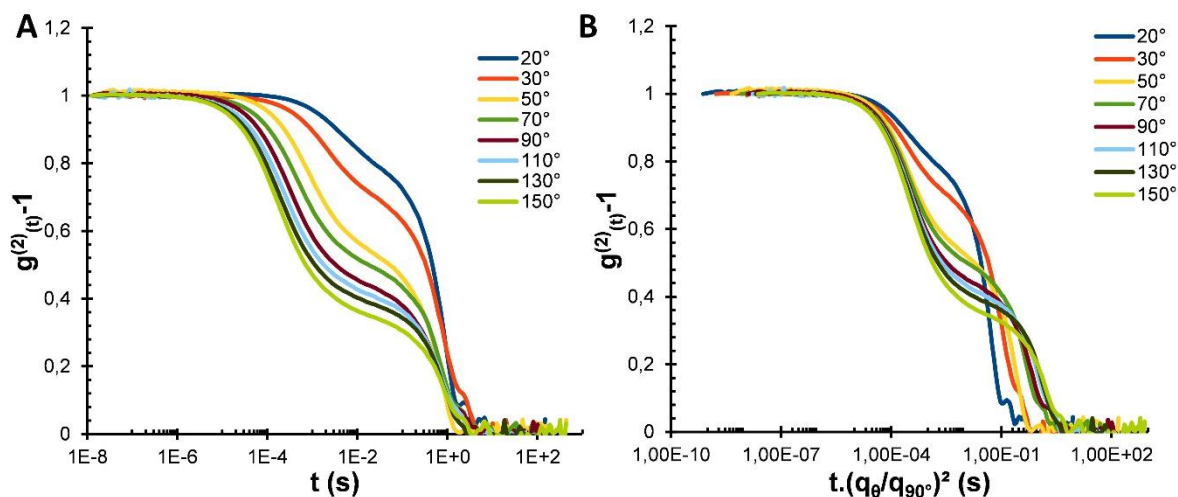 A
1,2
1
0,8
0,6
0,4
0,2
0
g⁽²⁾₍t₎-1
20°
30°
50°
70°
90°
110°
130°
150°
1E-8
1E-6
1E-4
1E-2
1E+0
1E+2
t (s)
B
1,2
1
0,8
0,6
0,4
0,2
0
g⁽²⁾₍t₎-1
20°
30°
50°
70°
90°
110°
130°
150°
1,00E-10
1,00E-07
1,00E-04
1,00E-01
1,00E+02
t.(qθ/q90°)² (s)